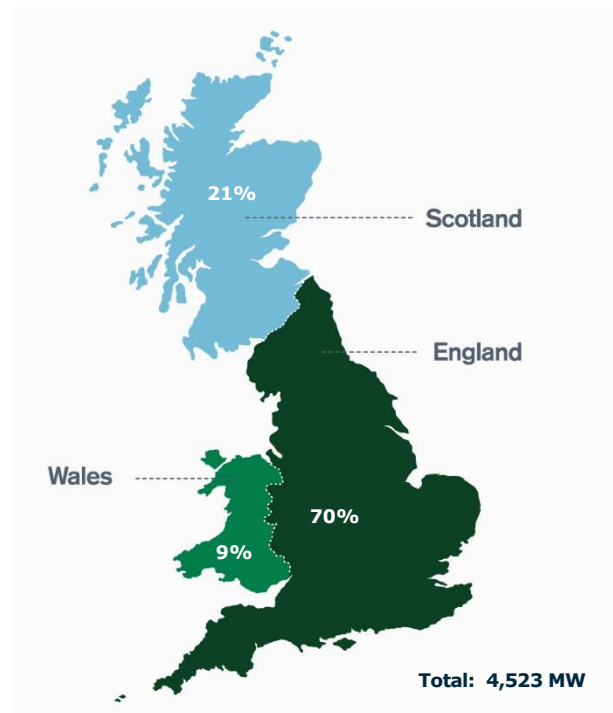 21%
Scotland
England
Wales
70%
9%
Total: 4,523 MW